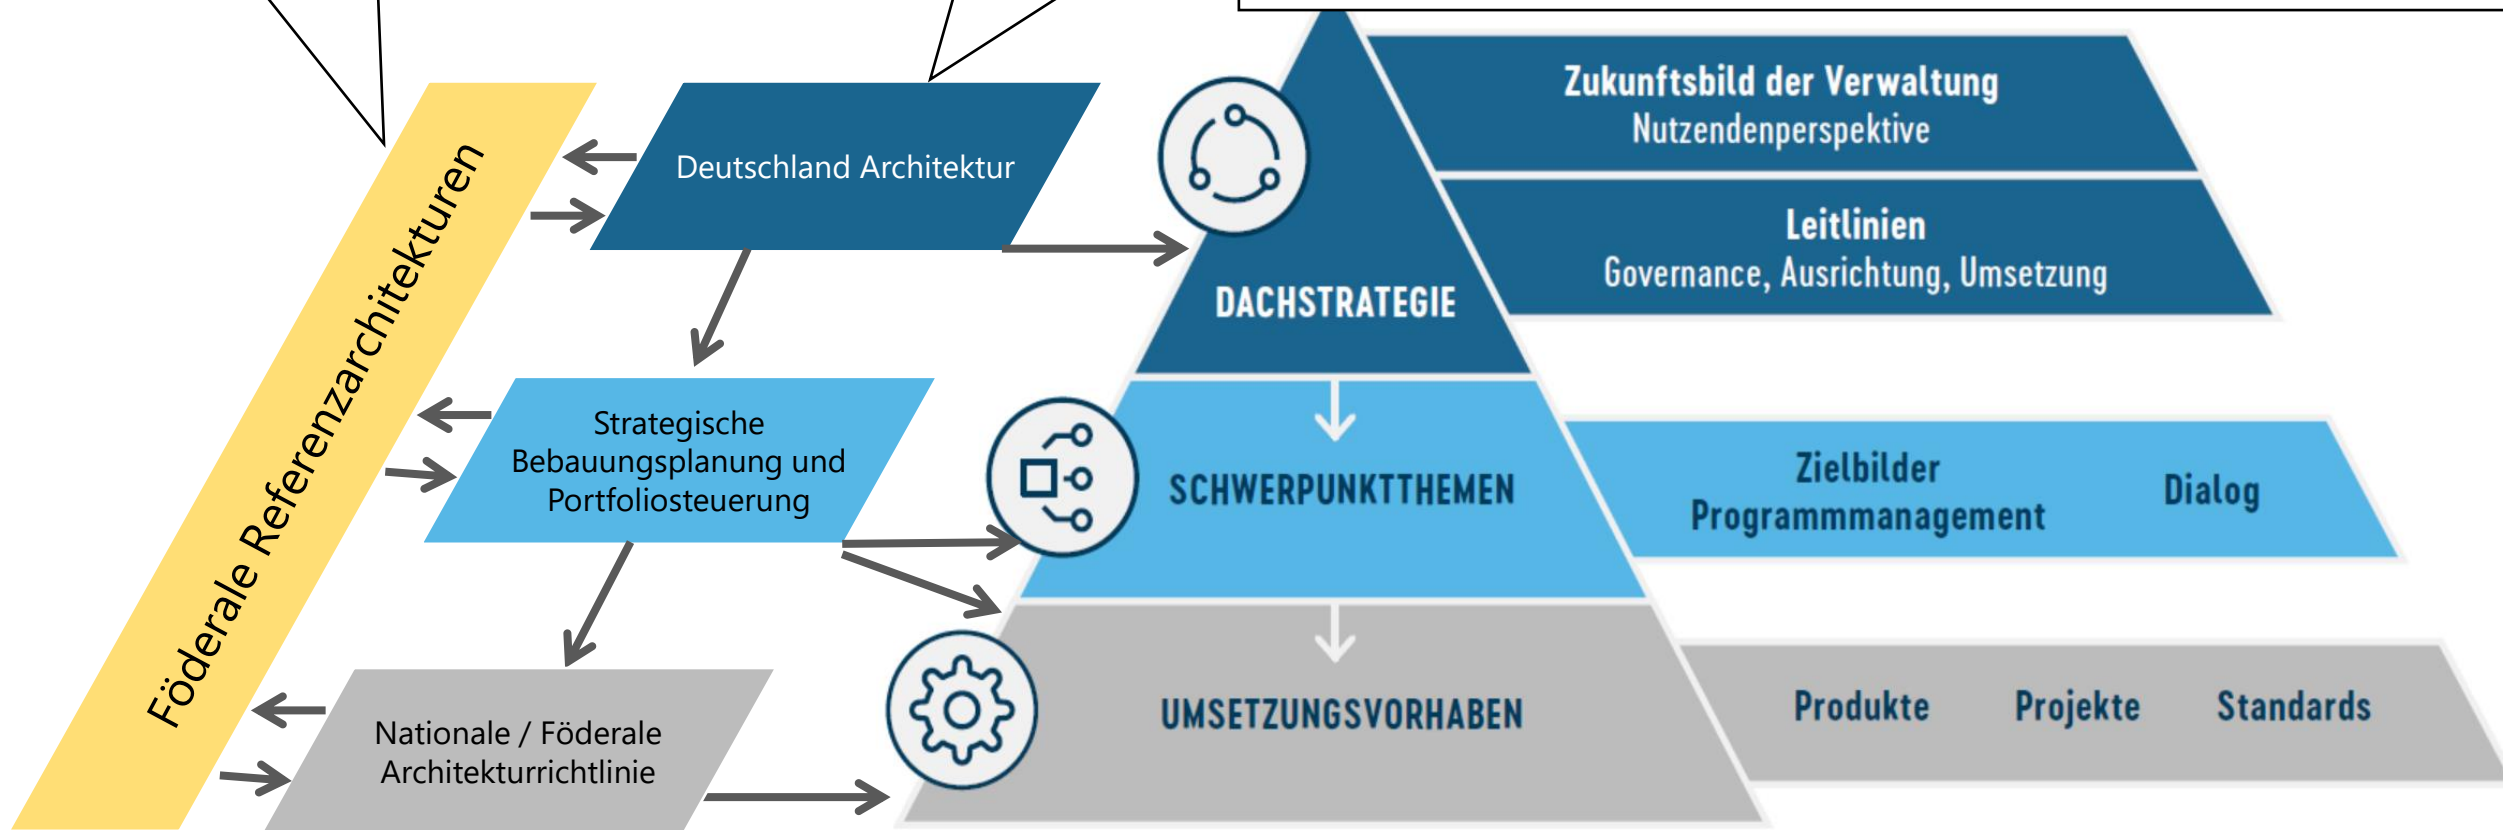 Föderale Referenzarchitekturen
Deutschland Architektur
Strategische
Bebauungsplanung und
Portfoliosteuerung
Nationale / Föderale
Architekturrichtlinie
DACHSTRATEGIE
SCHWERPUNKTTHEMEN
UMSETZUNGSVORHABEN
Zukunftsbild der Verwaltung
Nutzendenperspektive
Leitlinien
Governance, Ausrichtung, Umsetzung
Zielbilder
Programmmanagement
Dialog
Produkte Projekte Standards